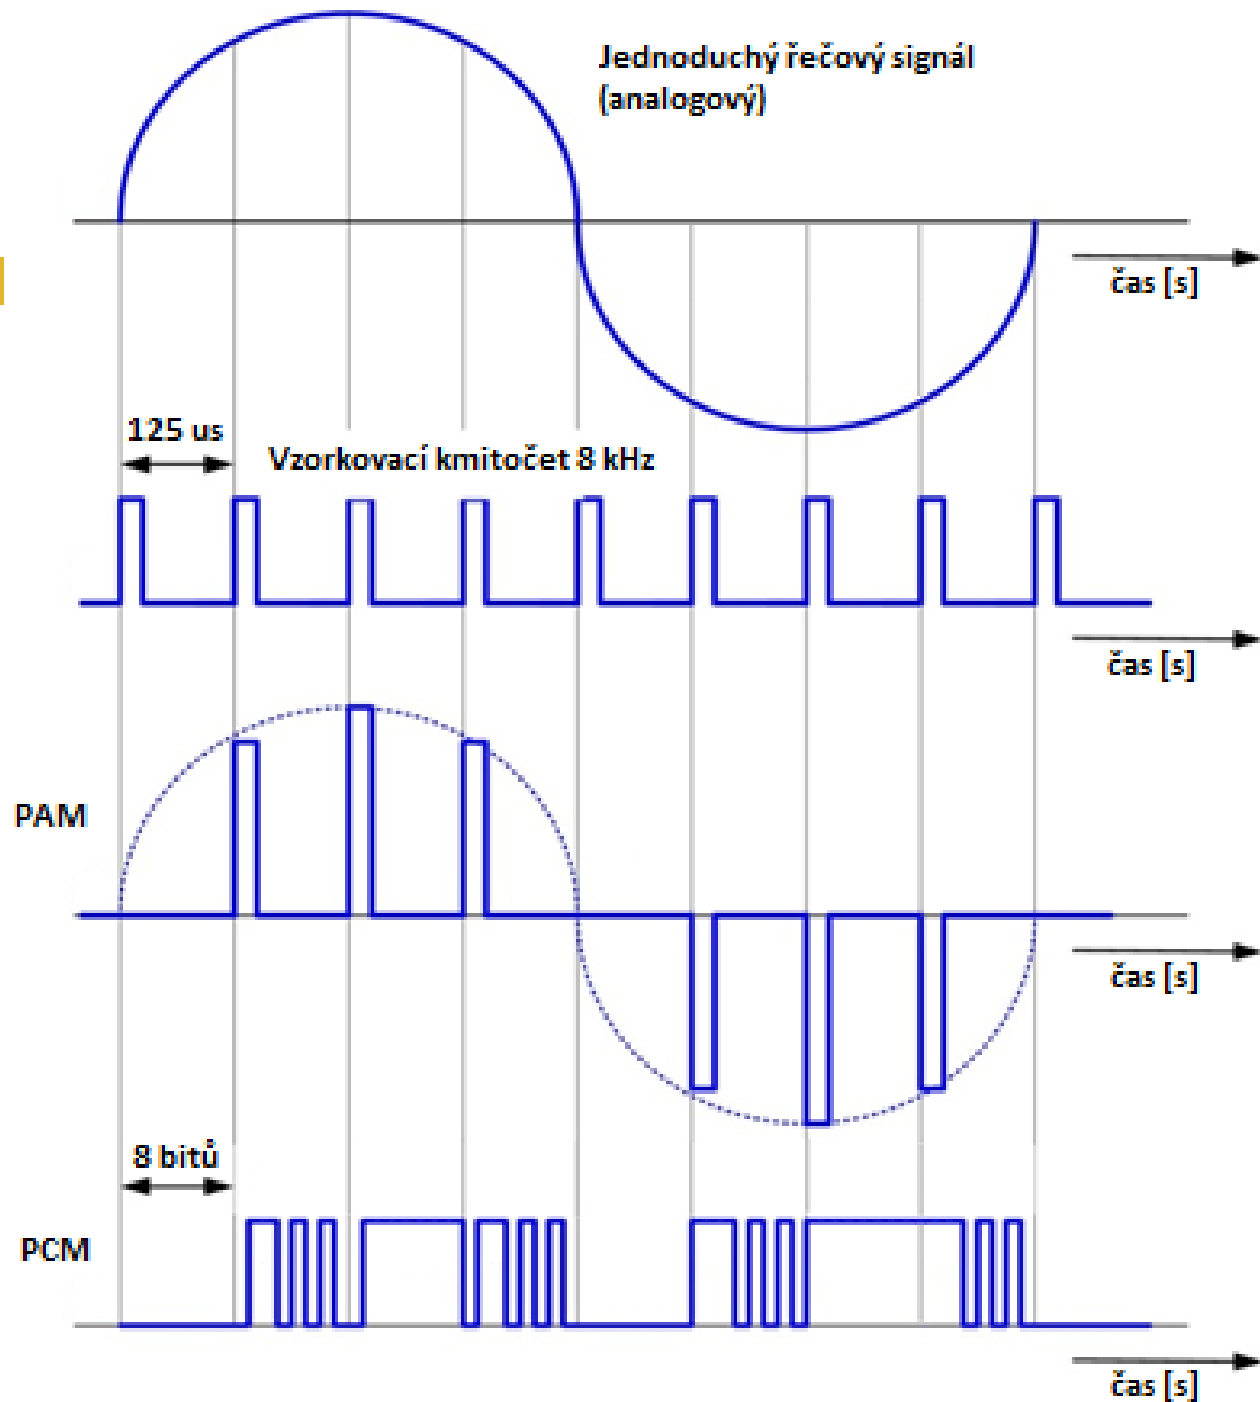 Jednoduchý řečový signál
(analogový)
čas [s]
125 us
Vzorkovací kmitočet 8 kHz
čas [s]
PAM
čas [s]
8 bitů
PCM
čas [s]